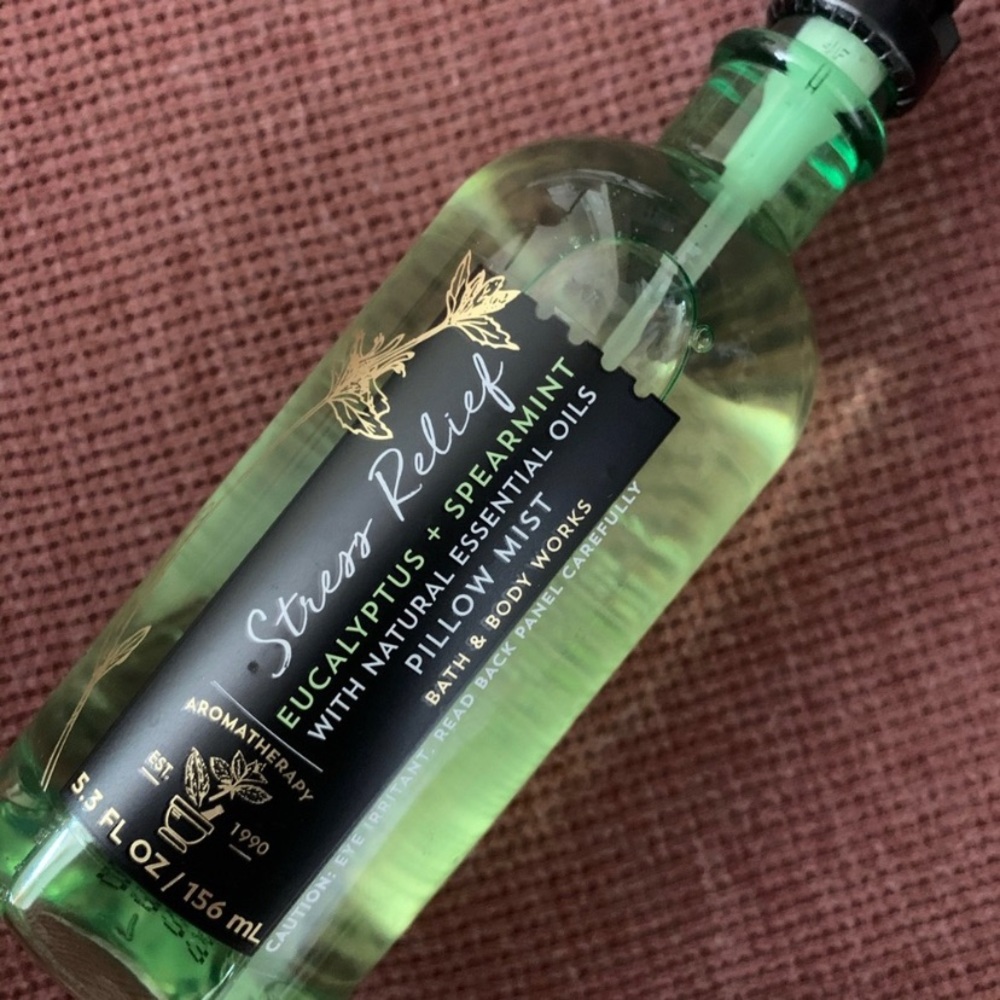 Stress Relief
EUCALYPTUS + SPEARMINT
WITH NATURAL ESSENTIAL OILS
PILLOW MIST
BATH & BODY WORKS
CAUTION: EYE IRRITANT. READ BACK PANEL CAREFULLY
AROMATHERAPY
EST.
1990
5.3 FL OZ / 156 mL